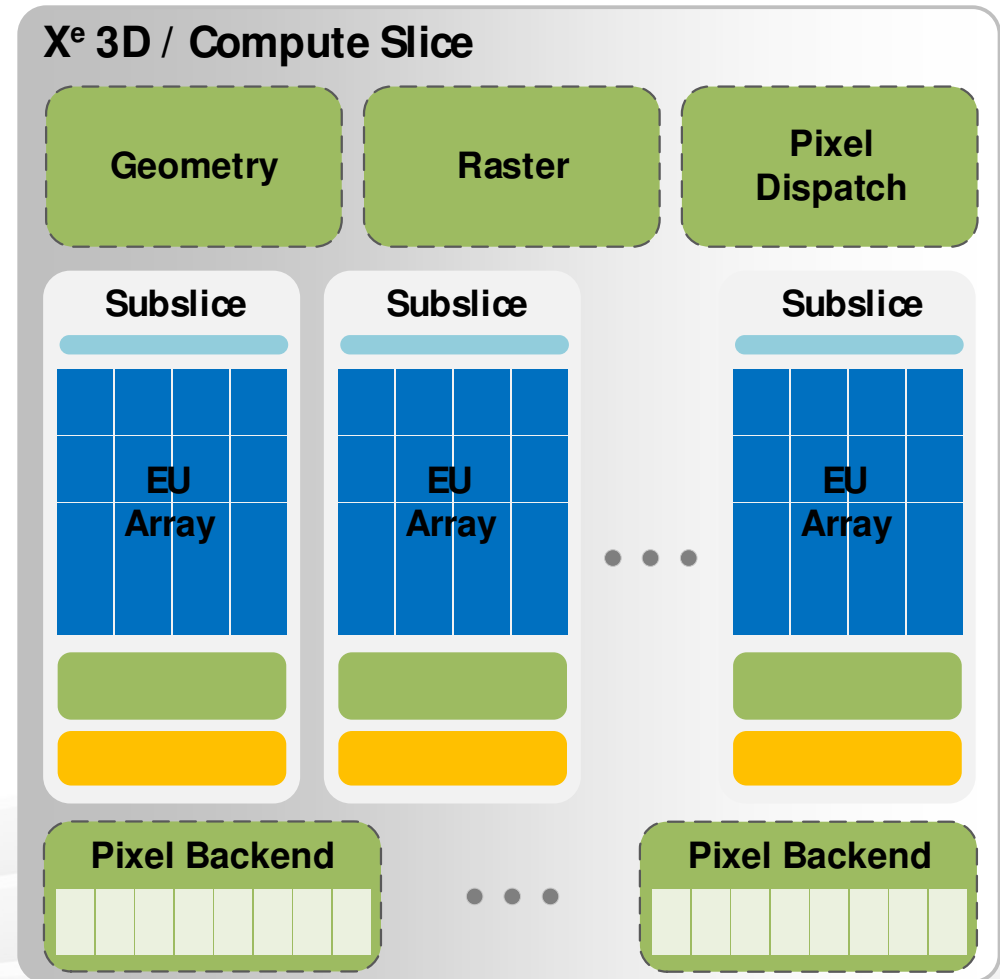 Xᵉ 3D / Compute Slice
Geometry
Raster
Pixel
Dispatch
Subslice
Subslice
Subslice
EU
Array
EU
Array
EU
Array
Pixel Backend
Pixel Backend